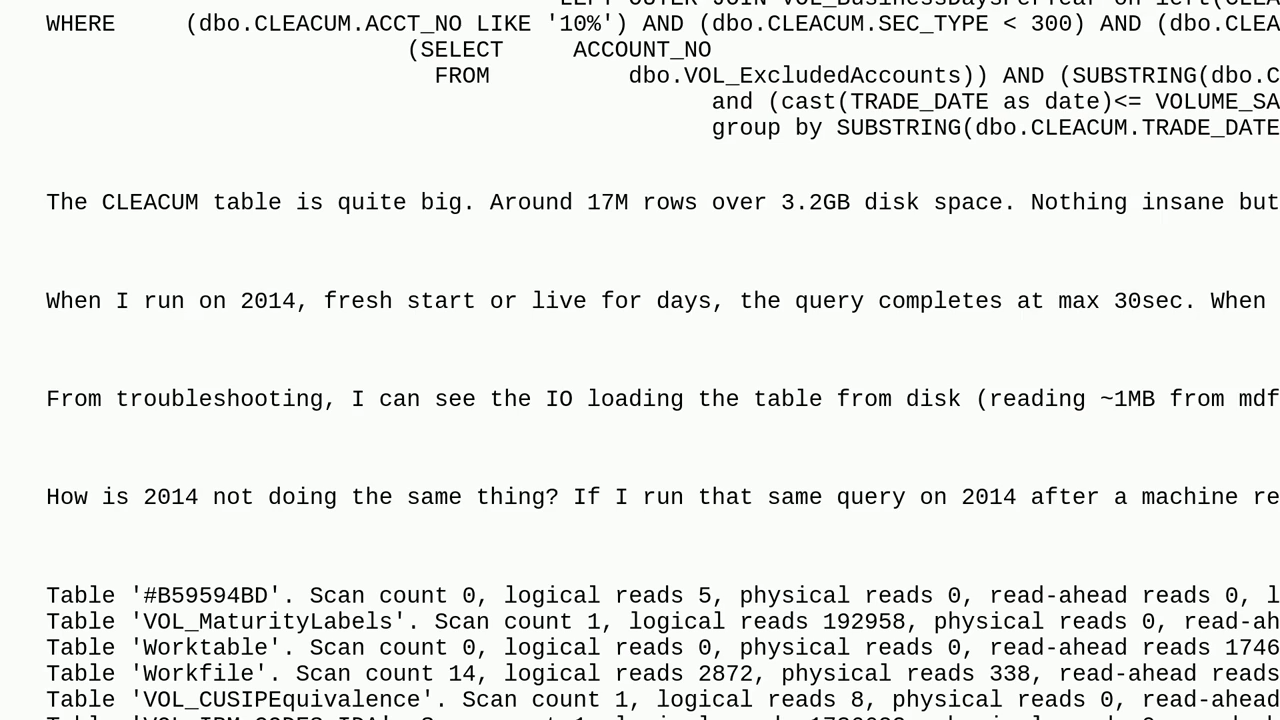 LEFT OUTER JOIN VOL_BusinessDaysPerYear on left(CLEA
WHERE (dbo.CLEACUM.ACCT_NO LIKE '10%') AND (dbo.CLEACUM.SEC_TYPE < 300) AND (dbo.CLEA
(SELECT ACCOUNT_NO
FROM dbo.VOL_ExcludedAccounts)) AND (SUBSTRING(dbo.C
and (cast(TRADE_DATE as date)<= VOLUME_SA
group by SUBSTRING(dbo.CLEACUM.TRADE_DATE
The CLEACUM table is quite big. Around 17M rows over 3.2GB disk space. Nothing insane but
When I run on 2014, fresh start or live for days, the query completes at max 30sec. When
From troubleshooting, I can see the IO loading the table from disk (reading ~1MB from mdf
How is 2014 not doing the same thing? If I run that same query on 2014 after a machine re
Table '#B59594BD'. Scan count 0, logical reads 5, physical reads 0, read-ahead reads 0, l
Table 'VOL_MaturityLabels'. Scan count 1, logical reads 192958, physical reads 0, read-ah
Table 'Worktable'. Scan count 0, logical reads 0, physical reads 0, read-ahead reads 1746
Table 'Workfile'. Scan count 14, logical reads 2872, physical reads 338, read-ahead reads
Table 'VOL_CUSIPEquivalence'. Scan count 1, logical reads 8, physical reads 0, read-ahead